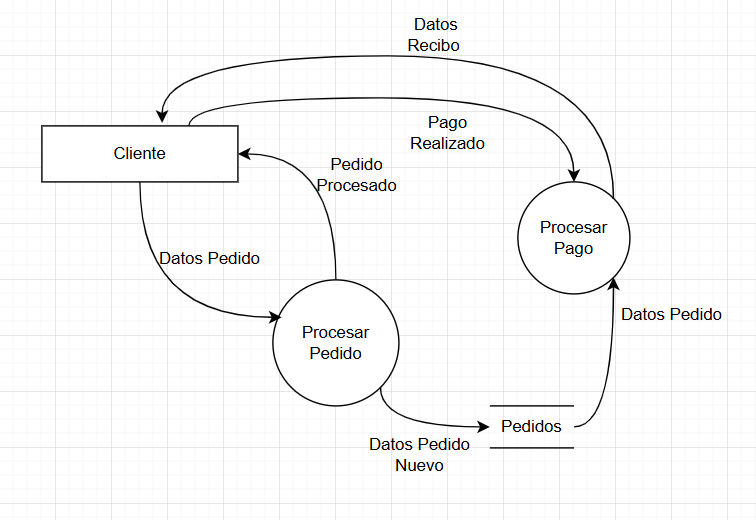 Datos
Recibo
Pago
Realizado
Cliente
Pedido
Procesado
Procesar
Pago
Datos Pedido
Datos Pedido
Procesar
Pedido
Pedidos
Datos Pedido
Nuevo